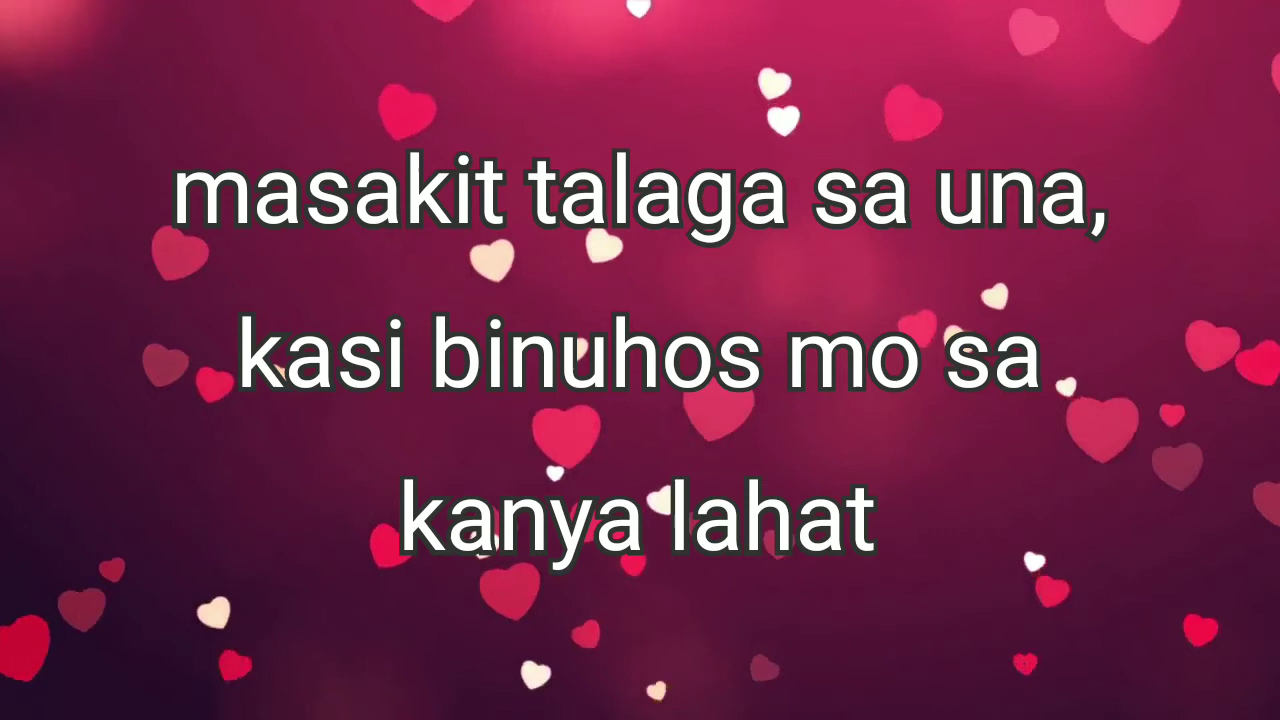 masakit talaga sa una,
kasi binuhos mo sa
kanya lahat